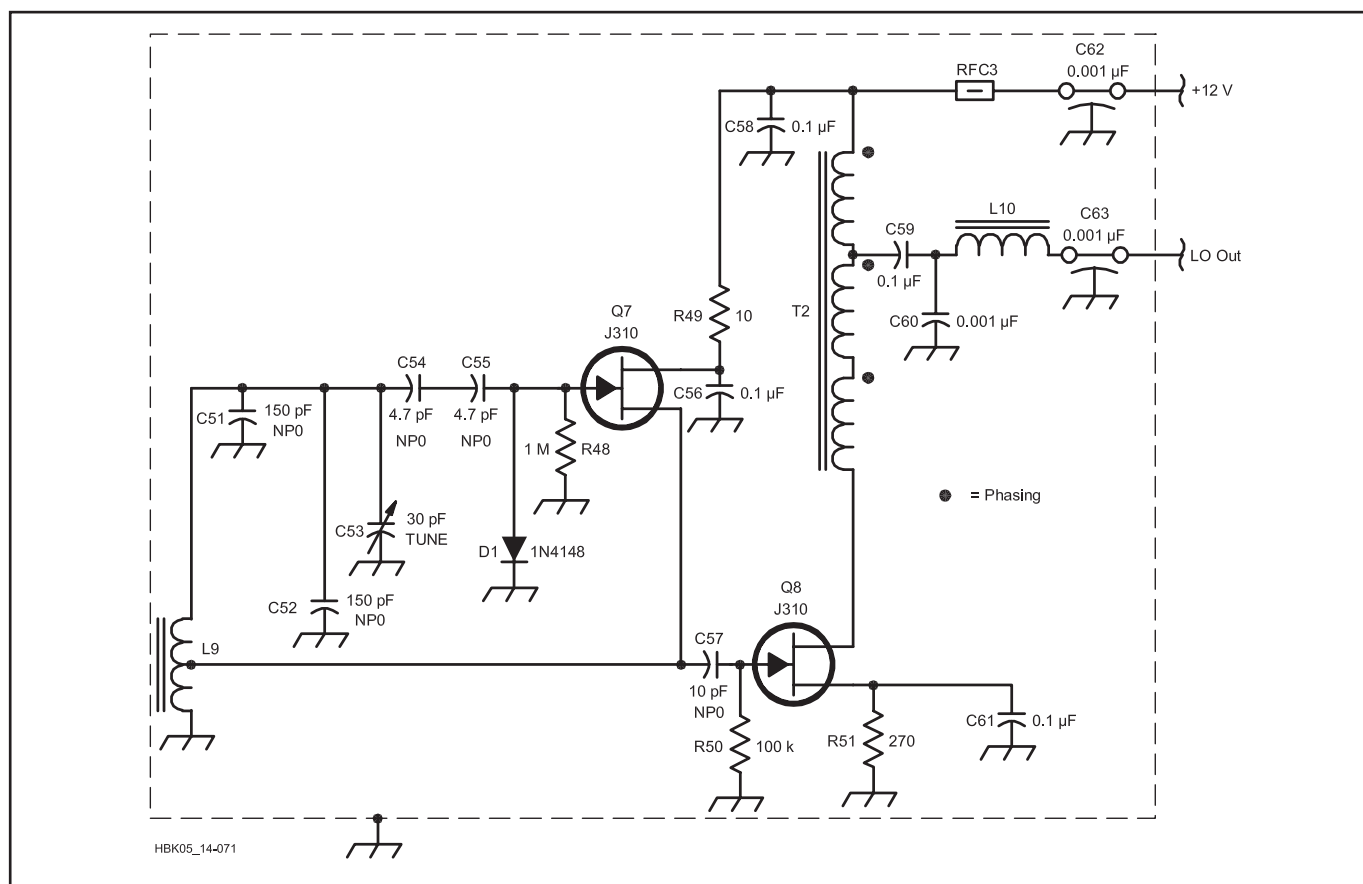 C62
0.001 µF
RFC3
+12 V
C58
0.1 µF
L10
C63
0.001 µF
C59
0.1 µF
LO Out
R49
10
T2
C60
0.001 µF
Q7
J310
C54
4.7 pF
NP0
C55
4.7 pF
NP0
C56
0.1 µF
C51
150 pF
NP0
1 M
R48
C53
30 pF
TUNE
D1
1N4148
= Phasing
C52
150 pF
NP0
Q8
J310
L9
C57
10 pF
NP0
R50
100 k
R51
270
C61
0.1 µF
HBK05_14-071